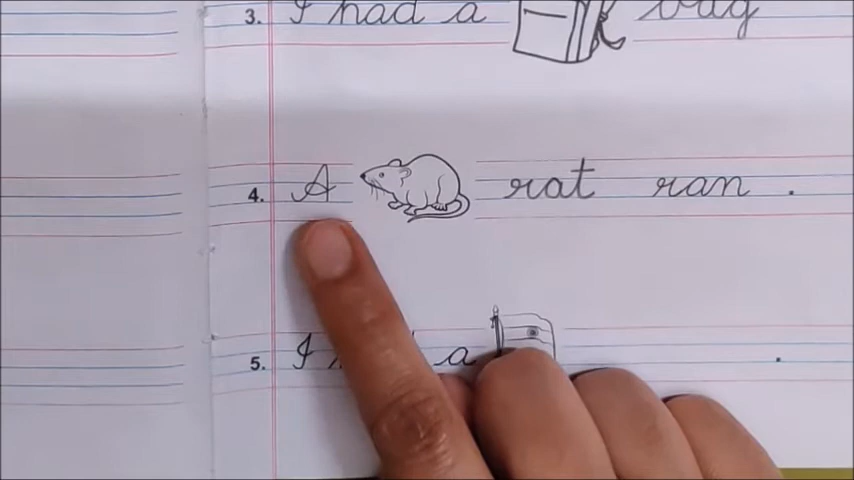 3. I had a bag
4. A rat ran .
5. I a .